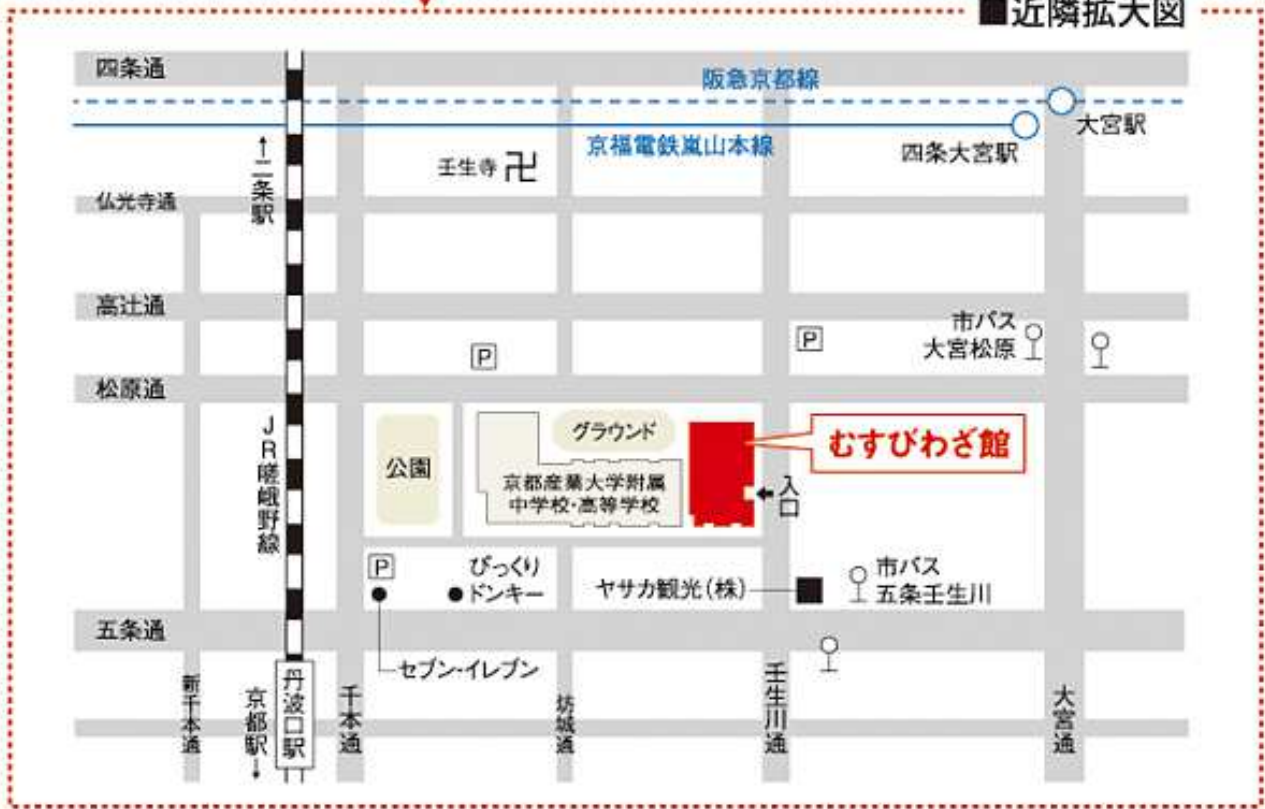 ■近隣拡大図
四条通
阪急京都線
大宮駅
京福電鉄嵐山本線
四条大宮駅
↑二条駅
壬生寺 卍
仏光寺通
高辻通
市バス
大宮松原
P
P
松原通
JR嵯峨野線
公園
グラウンド
京都産業大学附属
中学校・高等学校
むすびわざ館
←入口
P
びっくり
ドンキー
ヤサカ観光(株)
市バス
五条壬生川
五条通
セブン-イレブン
新千本通
京都駅↓
丹波口駅
千本通
坊城通
壬生川通
大宮通